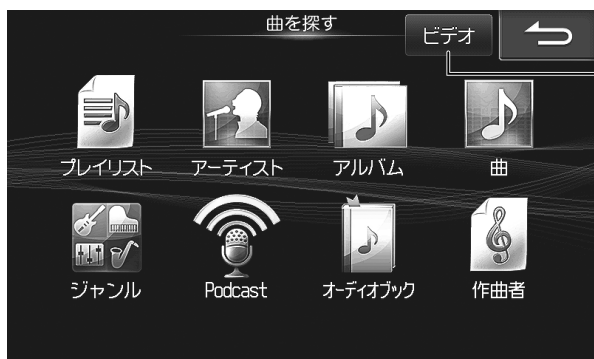 曲を探す
ビデオ
プレイリスト
アーティスト
アルバム
曲
ジャンル
Podcast
オーディオブック
作曲者